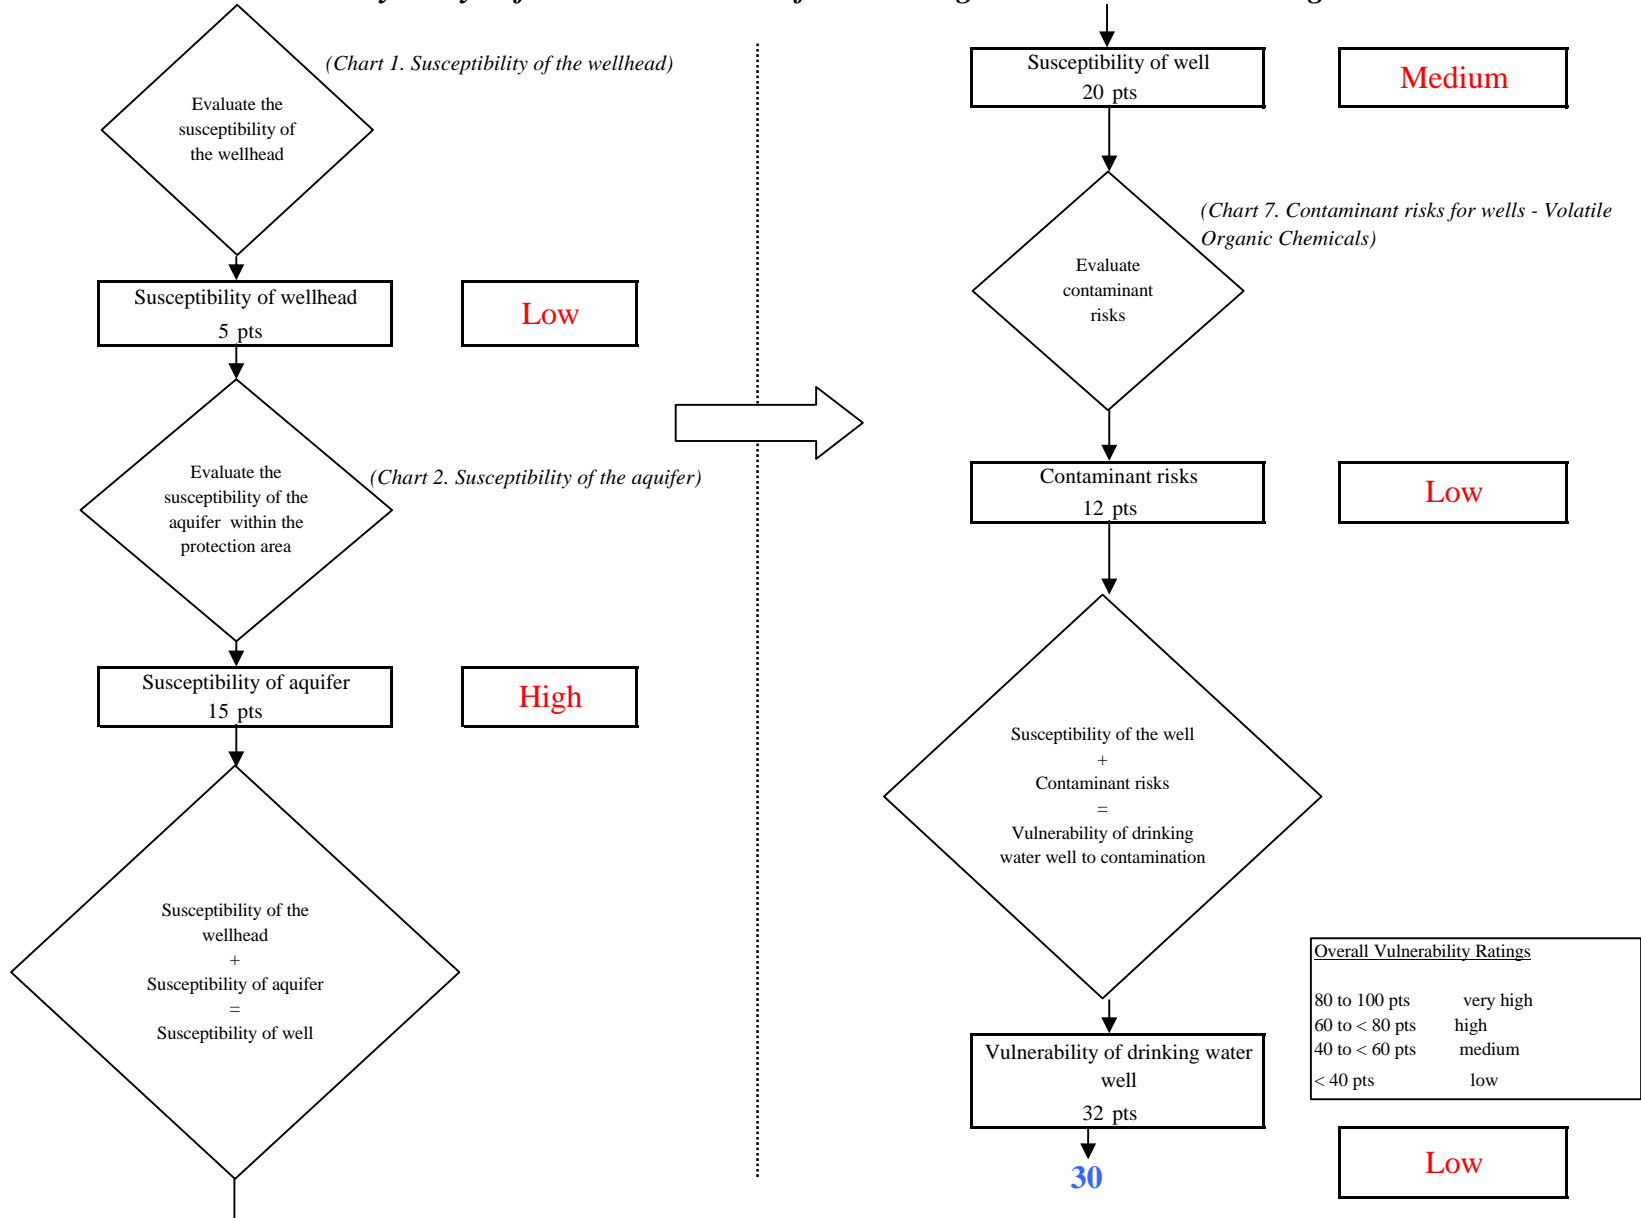 (Chart 1. Susceptibility of the wellhead)
Evaluate the
susceptibility of
the wellhead
Susceptibility of wellhead
5 pts
Low
Evaluate the
susceptibility of the
aquifer within the
protection area
(Chart 2. Susceptibility of the aquifer)
Susceptibility of aquifer
15 pts
High
Susceptibility of the
wellhead
+
Susceptibility of aquifer
=
Susceptibility of well
Susceptibility of well
20 pts
Medium
(Chart 7. Contaminant risks for wells - Volatile
Organic Chemicals)
Evaluate
contaminant
risks
Contaminant risks
12 pts
Low
Susceptibility of the well
+
Contaminant risks
=
Vulnerability of drinking
water well to contamination
Overall Vulnerability Ratings
80 to 100 pts very high
60 to < 80 pts high
40 to < 60 pts medium
< 40 pts low
Vulnerability of drinking water
well
32 pts
30
Low